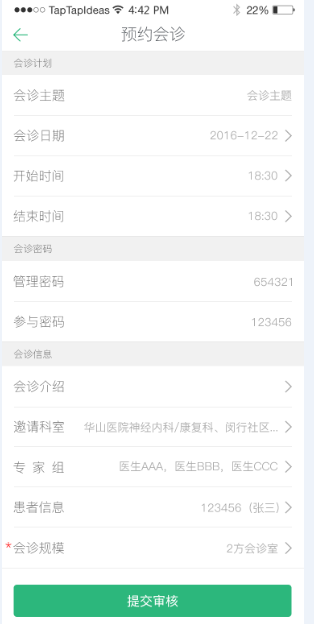 TapTapIdeas 4:42 PM 22%
预约会诊
会诊计划
会诊主题 会诊主题
会诊日期 2016-12-22
开始时间 18:30
结束时间 18:30
会诊密码
管理密码 654321
参与密码 123456
会诊信息
会诊介绍
邀请科室 华山医院神经内科/康复科、闵行社区...
专 家 组 医生AAA, 医生BBB, 医生CCC
患者信息 123456 (张三)
*会诊规模 2方会诊室
提交审核